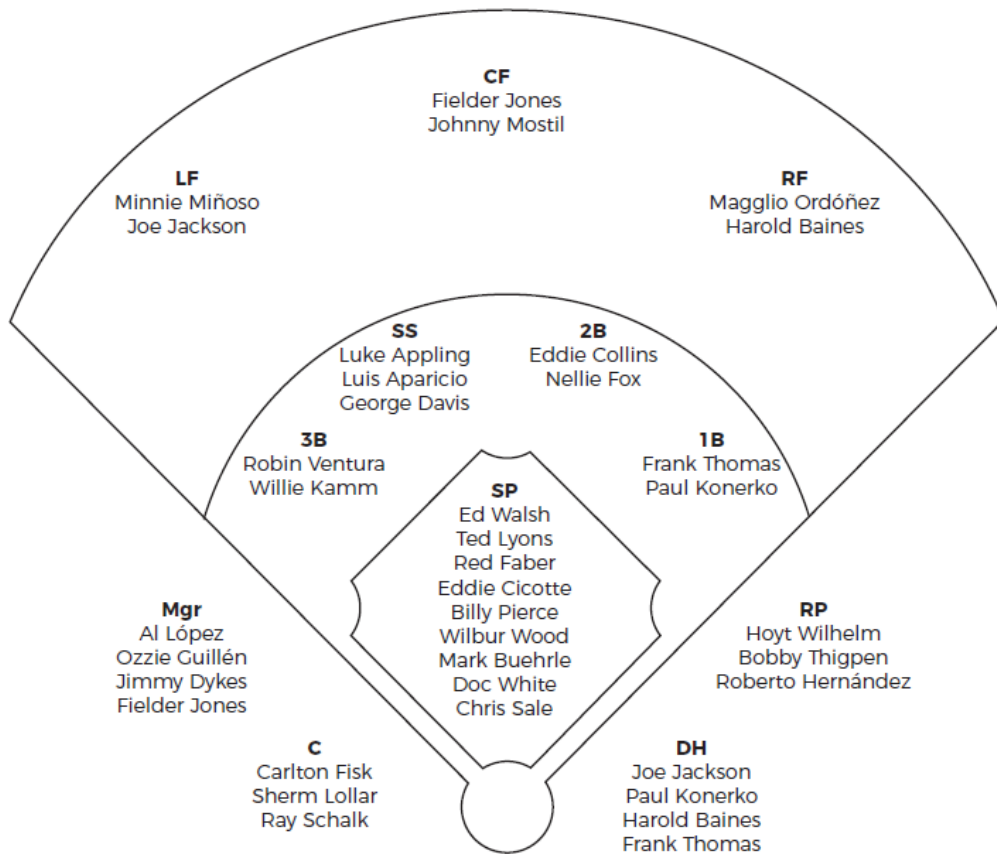 CF
Fielder Jones
Johnny Mostil
LF
Minnie Miñoso
Joe Jackson
RF
Magglio Ordóñez
Harold Baines
SS
Luke Appling
Luis Aparicio
George Davis
2B
Eddie Collins
Nellie Fox
3B
Robin Ventura
Willie Kamm
1B
Frank Thomas
Paul Konerko
SP
Ed Walsh
Ted Lyons
Red Faber
Eddie Cicotte
Billy Pierce
Wilbur Wood
Mark Buehrle
Doc White
Chris Sale
Mgr
Al López
Ozzie Guillén
Jimmy Dykes
Fielder Jones
RP
Hoyt Wilhelm
Bobby Thigpen
Roberto Hernández
C
Carlton Fisk
Sherm Lollar
Ray Schalk
DH
Joe Jackson
Paul Konerko
Harold Baines
Frank Thomas